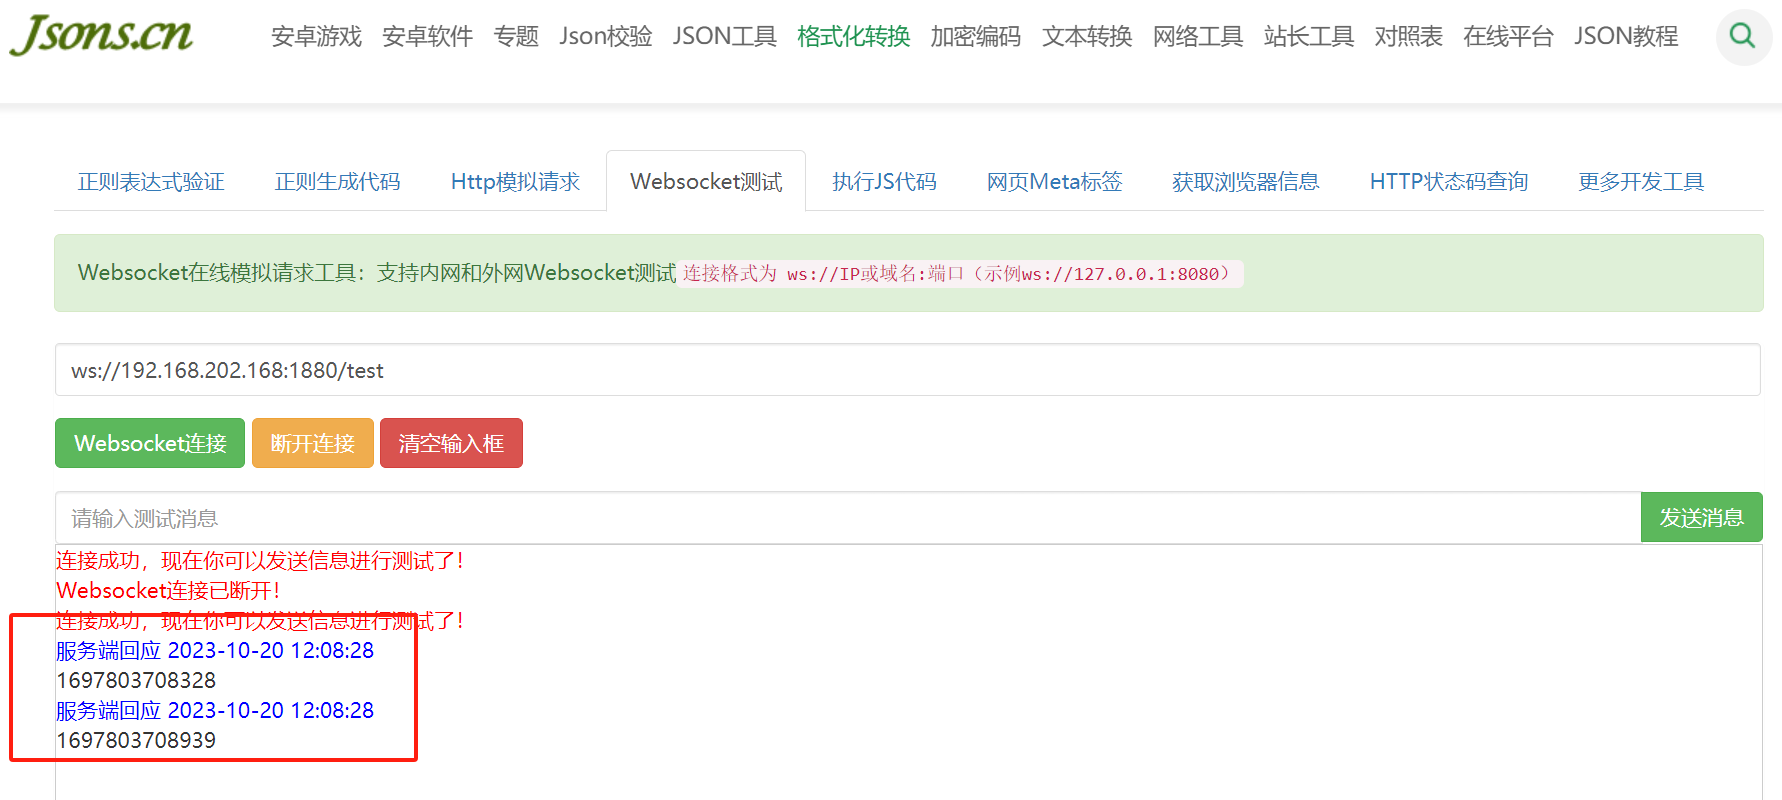 Jsons.cn
安卓游戏 安卓软件 专题 Json校验 JSON工具 格式化转换 加密编码 文本转换 网络工具 站长工具 对照表 在线平台 JSON教程
正则表达式验证 正则生成代码 Http模拟请求 Websocket测试 执行JS代码 网页Meta标签 获取浏览器信息 HTTP状态码查询 更多开发工具
Websocket在线模拟请求工具：支持内网和外网Websocket测试 连接格式为 ws://IP或域名:端口（示例ws://127.0.0.1:8080）
ws://192.168.202.168:1880/test
Websocket连接 断开连接 清空输入框
请输入测试消息 发送消息
连接成功，现在你可以发送信息进行测试了！
Websocket连接已断开！
连接成功，现在你可以发送信息进行测试了！
服务端回应 2023-10-20 12:08:28
1697803708328
服务端回应 2023-10-20 12:08:28
1697803708939